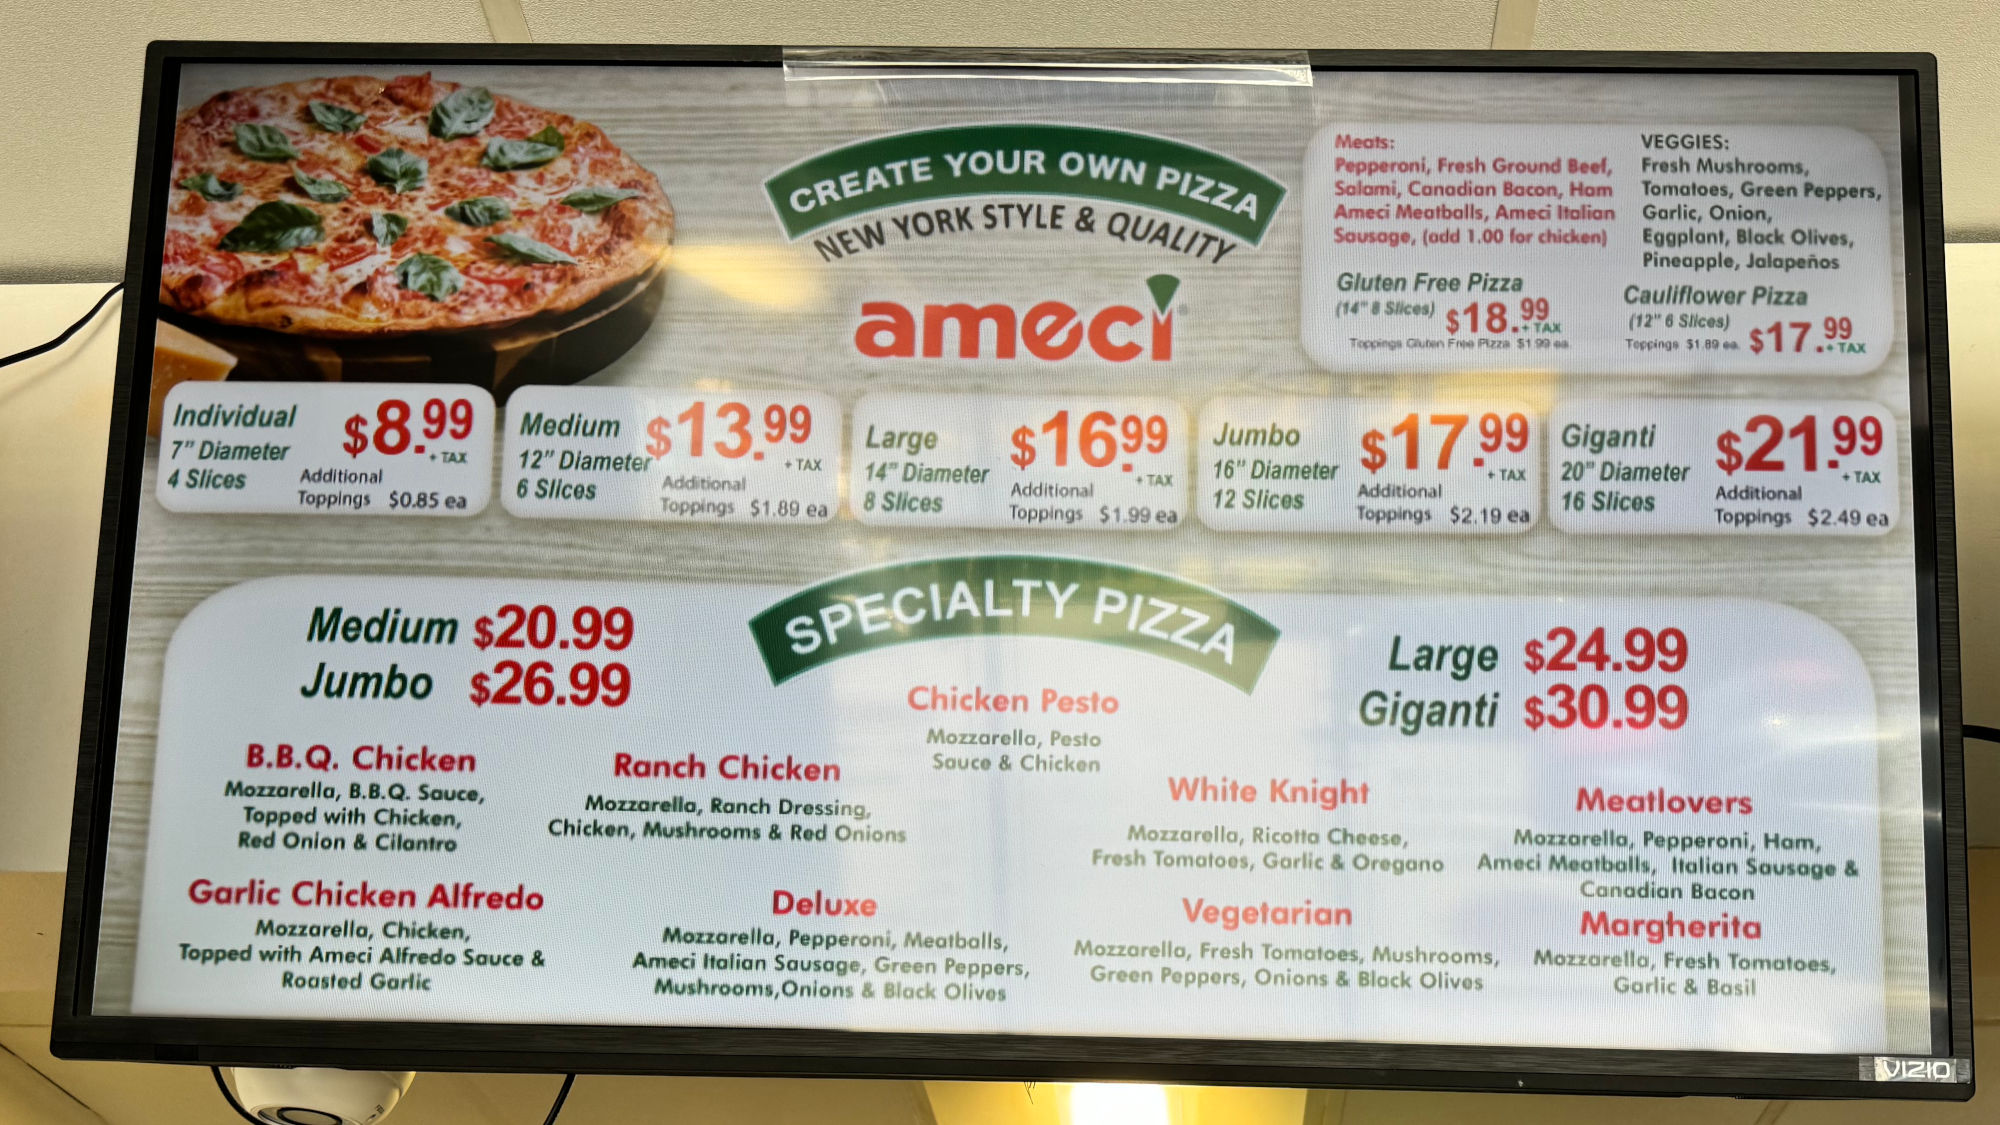 CREATE YOUR OWN PIZZA
NEW YORK STYLE & QUALITY
ameci
Meats:
Pepperoni, Fresh Ground Beef,
Salami, Canadian Bacon, Ham
Ameci Meatballs, Ameci Italian
Sausage, (add 1.00 for chicken)
VEGGIES:
Fresh Mushrooms,
Tomatoes, Green Peppers,
Garlic, Onion,
Eggplant, Black Olives,
Pineapple, Jalapeños
Gluten Free Pizza
(14" 8 Slices) $18.99 + TAX
Toppings Gluten Free Pizza $1.99 ea.
Cauliflower Pizza
(12" 6 Slices)
Toppings $1.89 ea. $17.99 + TAX
Individual
7" Diameter
4 Slices
$8.99
+ TAX
Additional
Toppings $0.85 ea
Medium
12" Diameter
6 Slices
$13.99
+ TAX
Additional
Toppings $1.89 ea
Large
14" Diameter
8 Slices
$16.99
+ TAX
Additional
Toppings $1.99 ea
Jumbo
16" Diameter
12 Slices
$17.99
+ TAX
Additional
Toppings $2.19 ea
Giganti
20" Diameter
16 Slices
$21.99
+ TAX
Additional
Toppings $2.49 ea
SPECIALTY PIZZA
Medium $20.99
Jumbo $26.99
Large $24.99
Giganti $30.99
Chicken Pesto
Mozzarella, Pesto
Sauce & Chicken
B.B.Q. Chicken
Mozzarella, B.B.Q. Sauce,
Topped with Chicken,
Red Onion & Cilantro
Ranch Chicken
Mozzarella, Ranch Dressing,
Chicken, Mushrooms & Red Onions
White Knight
Mozzarella, Ricotta Cheese,
Fresh Tomatoes, Garlic & Oregano
Meatlovers
Mozzarella, Pepperoni, Ham,
Ameci Meatballs, Italian Sausage &
Canadian Bacon
Garlic Chicken Alfredo
Mozzarella, Chicken,
Topped with Ameci Alfredo Sauce &
Roasted Garlic
Deluxe
Mozzarella, Pepperoni, Meatballs,
Ameci Italian Sausage, Green Peppers,
Mushrooms,Onions & Black Olives
Vegetarian
Mozzarella, Fresh Tomatoes, Mushrooms,
Green Peppers, Onions & Black Olives
Margherita
Mozzarella, Fresh Tomatoes,
Garlic & Basil
VIZIO